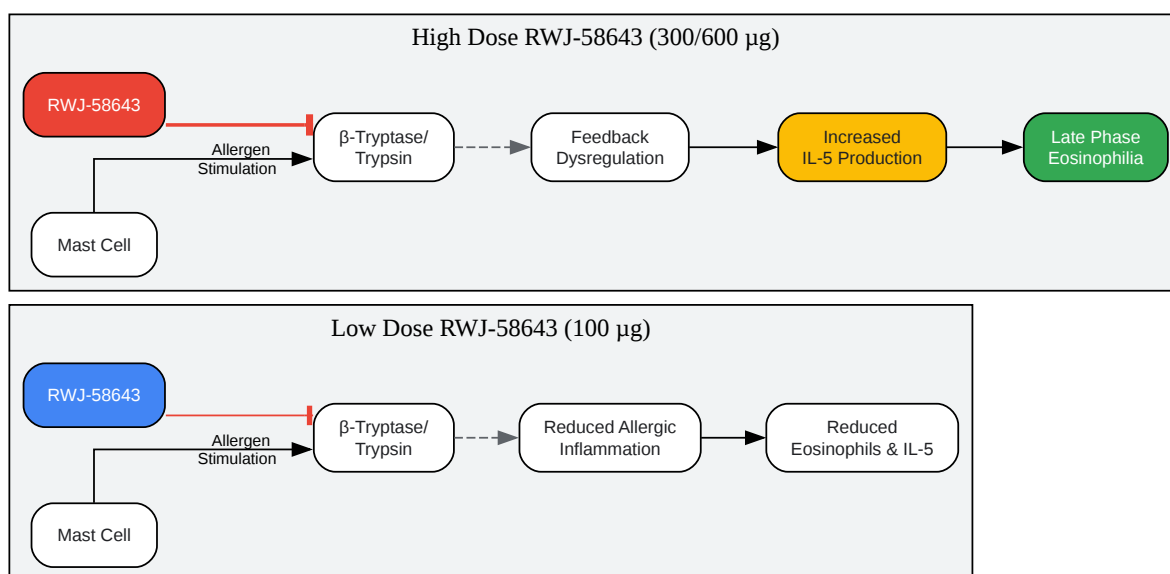 High Dose RWJ-58643 (300/600 µg)
RWJ-58643
Allergen
Stimulation
Mast Cell
β-Tryptase/
Trypsin
Feedback
Dysregulation
Increased
IL-5 Production
Late Phase
Eosinophilia
Low Dose RWJ-58643 (100 µg)
RWJ-58643
Allergen
Stimulation
Mast Cell
β-Tryptase/
Trypsin
Reduced Allergic
Inflammation
Reduced
Eosinophils & IL-5